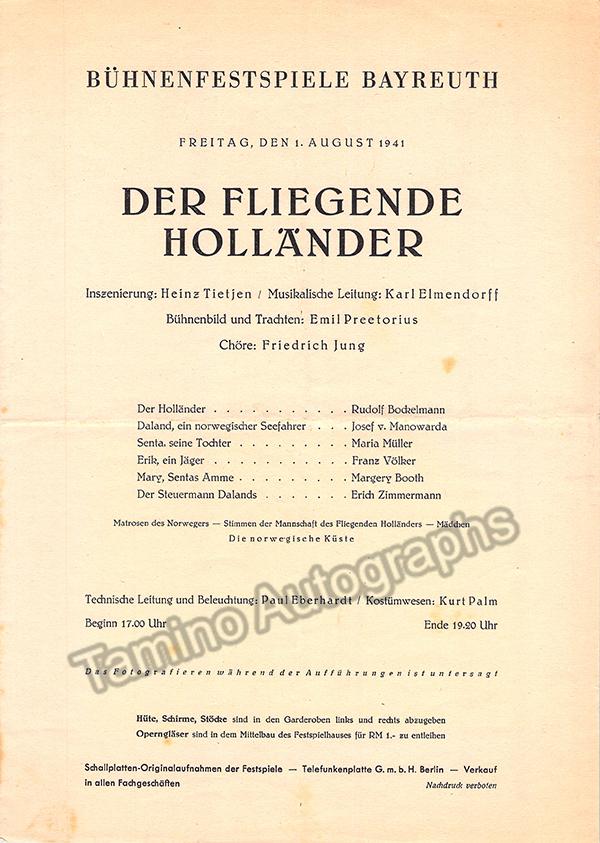 BÜHNENFESTSPIELE BAYREUTH
FREITAG, DEN 1. AUGUST 1941
DER FLIEGENDE
HOLLÄNDER
Inszenierung: Heinz Tietjen / Musikalische Leitung: Karl Elmendorff
Bühnenbild und Trachten: Emil Preetorius
Chöre: Friedrich Jung
Der Holländer . . . . . . . . . . . Rudolf Bockelmann
Daland, ein norwegischer Seefahrer . . . Josef v. Manowarda
Senta, seine Tochter . . . . . . . . . Maria Müller
Erik, ein Jäger . . . . . . . . . . . Franz Völker
Mary, Sentas Amme . . . . . . . . . Margery Booth
Der Steuermann Dalands . . . . . . . Erich Zimmermann
Matrosen des Norwegers — Stimmen der Mannschaft des Fliegenden Holländers — Mädchen
Die norwegische Küste
Technische Leitung und Beleuchtung: Paul Eberhardt / Kostümwesen: Kurt Palm
Beginn 17.00 Uhr Ende 19.20 Uhr
Das Fotografieren während der Aufführungen ist untersagt
Hüte, Schirme, Stöcke sind in den Garderoben links und rechts abzugeben
Operngläser sind in dem Mittelbau des Festspielhauses für RM 1.- zu entleihen
Schallplatten-Originalaufnahmen der Festspiele — Telefunkenplatte G. m. b. H. Berlin — Verkauf
in allen Fachgeschäften Nachdruck verboten
Tamino Autographs